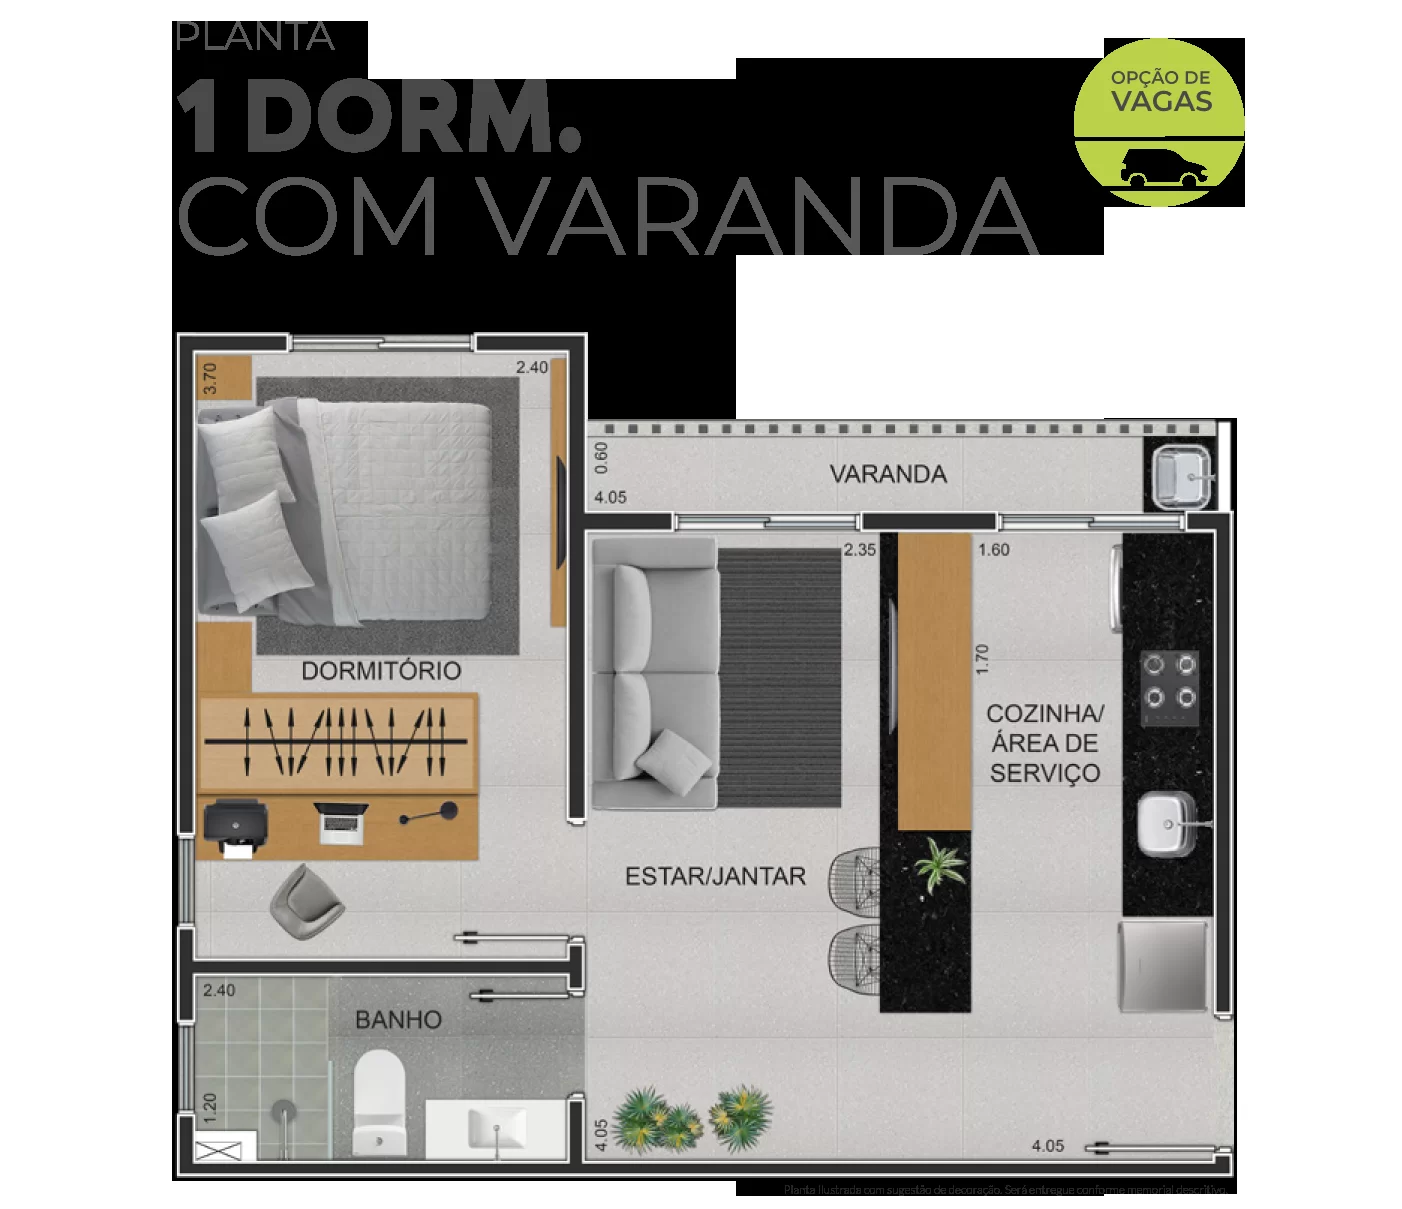 PLANTA
1 DORM.
COM VARANDA
OPÇÃO DE
VAGAS
3.70
2.40
0.60
VARANDA
4.05
2.35
1.60
1.70
DORMITÓRIO
COZINHA/
ÁREA DE
SERVIÇO
ESTAR/JANTAR
2.40
BANHO
1.20
4.05
4.05
Planta Ilustrada com sugestão de decoração. Será entregue conforme memorial descritivo.